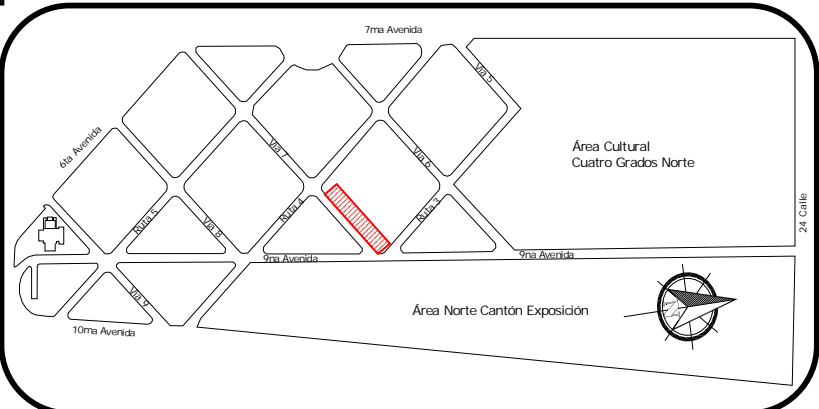 7ma Avenida
Vía 5
6ta Avenida
Vía 7
Vía 6
Área Cultural
Cuatro Grados Norte
24 Calle
Ruta 5
Vía 8
Ruta 4
Ruta 3
9na Avenida
9na Avenida
Vía 9
10ma Avenida
Área Norte Cantón Exposición
N